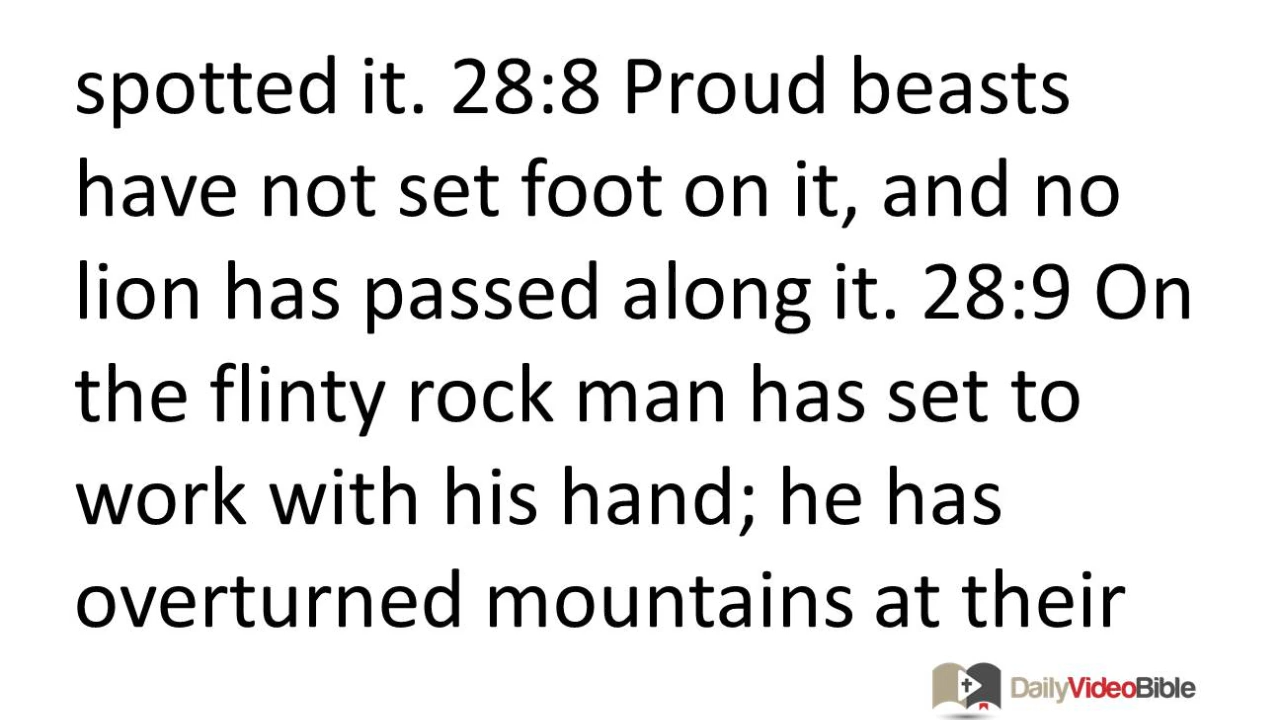 spotted it. 28:8 Proud beasts
have not set foot on it, and no
lion has passed along it. 28:9 On
the flinty rock man has set to
work with his hand; he has
overturned mountains at their
DailyVideoBible